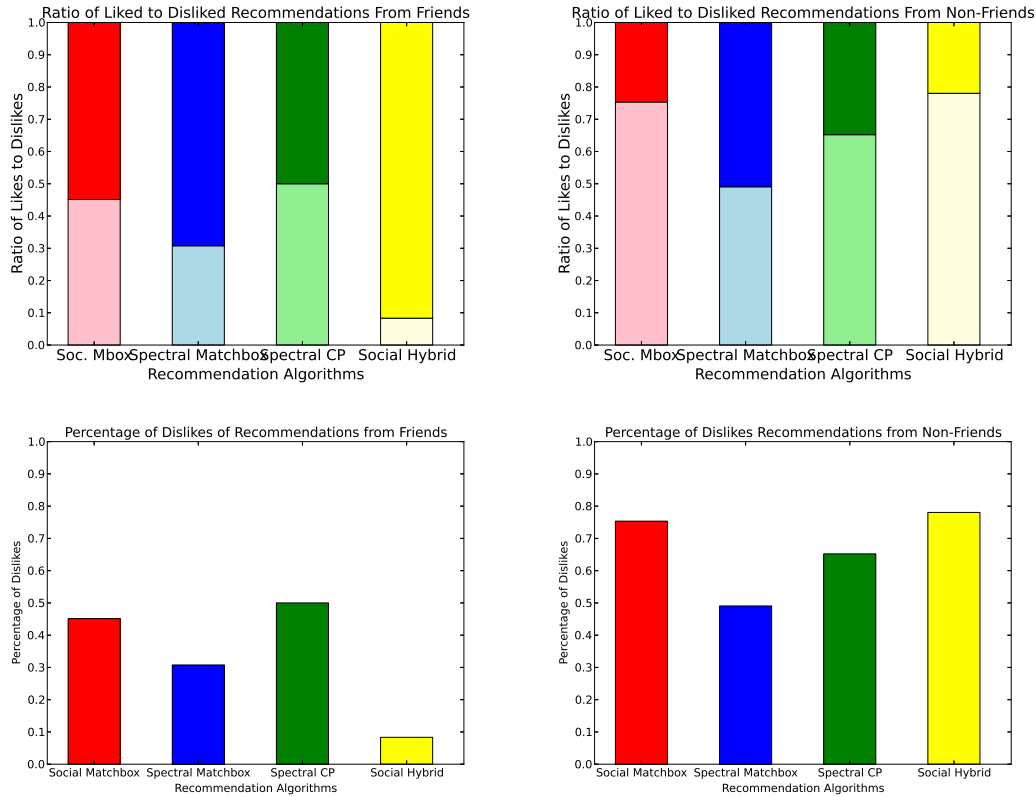 Ratio of Liked to Disliked Recommendations From Friends
1.0
0.9
0.8
0.7
0.6
0.5
0.4
0.3
0.2
0.1
0.0
Ratio of Likes to Dislikes
Soc. Mbox Spectral Matchbox Spectral CP Social Hybrid
Recommendation Algorithms
Ratio of Liked to Disliked Recommendations From Non-Friends
1.0
0.9
0.8
0.7
0.6
0.5
0.4
0.3
0.2
0.1
0.0
Ratio of Likes to Dislikes
Soc. Mbox Spectral Matchbox Spectral CP Social Hybrid
Recommendation Algorithms
Percentage of Dislikes of Recommendations from Friends
1.0
0.9
0.8
0.7
0.6
0.5
0.4
0.3
0.2
0.1
0.0
Percentage of Dislikes
Social Matchbox Spectral Matchbox Spectral CP Social Hybrid
Recommendation Algorithms
Percentage of Dislikes Recommendations from Non-Friends
1.0
0.9
0.8
0.7
0.6
0.5
0.4
0.3
0.2
0.1
0.0
Percentage of Dislikes
Social Matchbox Spectral Matchbox Spectral CP Social Hybrid
Recommendation Algorithms